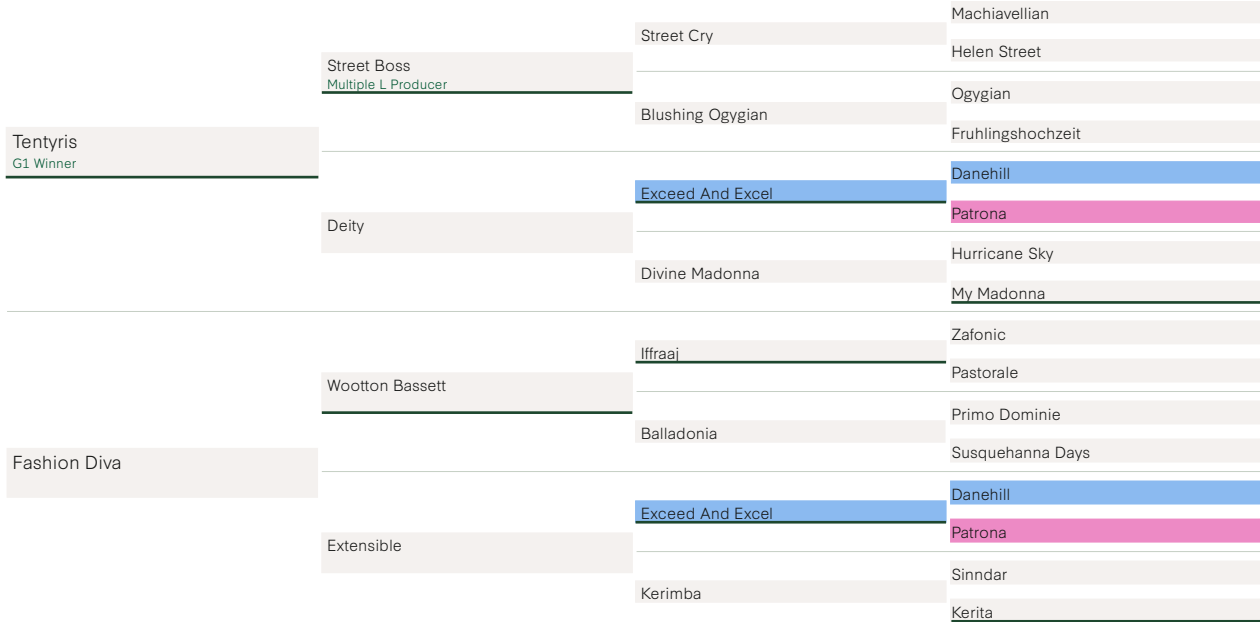 Tentyris
G1 Winner
Fashion Diva
Street Boss
Multiple L Producer
Deity
Wootton Bassett
Extensible
Street Cry
Blushing Ogygian
Exceed And Excel
Divine Madonna
Iffraaj
Balladonia
Exceed And Excel
Kerimba
Machiavellian
Helen Street
Ogygian
Fruhlingshochzeit
Danehill
Patrona
Hurricane Sky
My Madonna
Zafonic
Pastorale
Primo Dominie
Susquehanna Days
Danehill
Patrona
Sinndar
Kerita